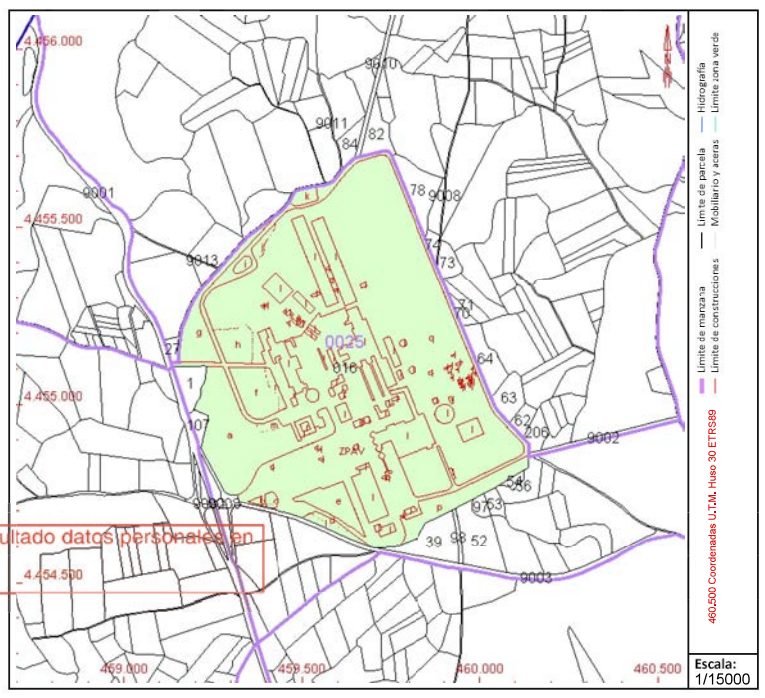 4.456.000
9010
9011
82
84
9001
78
9008
k
4.455.500
74
9013
73
j
71
70
0025
g
h
27
916
64
1
63
4.455.000
107
62
206
m
9002
ZPAV
54
97
53
p
39
98
52
ultado datos personales en
4.454.500
9003
459.000
459.500
460.000
460.500
Hidrografía
Límite zona verde
Límite de parcela
Mobiliario y aceras
Límite de manzana
Límite de construcciones
460.500 Coordenadas U.T.M. Huso 30 ETRS89
Escala:
1/15000